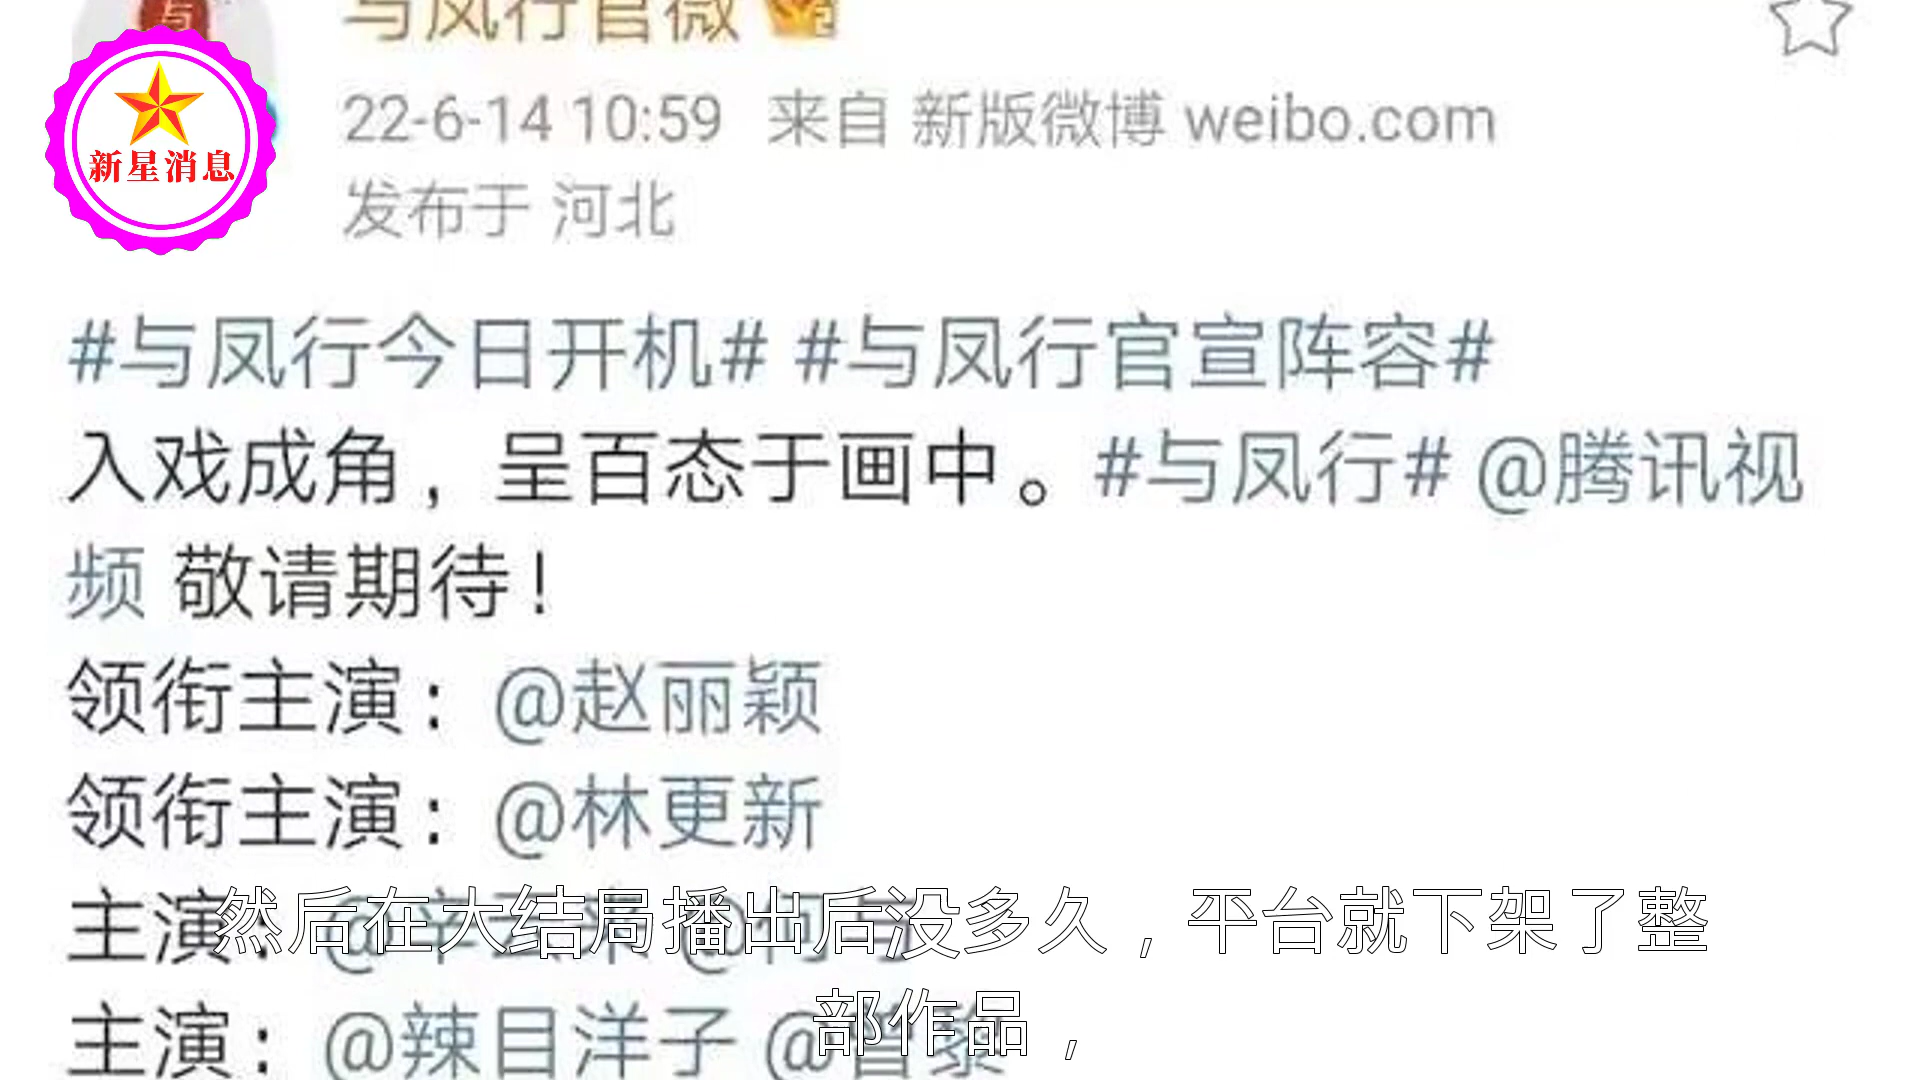 与凤行官微
新星消息
22-6-14 10:59 来自 新版微博 weibo.com
发布于 河北
#与凤行今日开机# #与凤行官宣阵容#
入戏成角，呈百态于画中。#与凤行# @腾讯视
频 敬请期待！
领衔主演：@赵丽颖
领衔主演：@林更新
主演：
然后在大结局播出后没多久，平台就下架了整
部作品，
主演：@辣目洋子